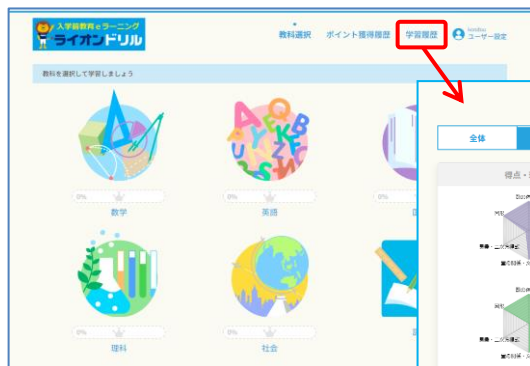 入学前教育eラーニング
ライオンドリル
教科選択 ポイント獲得履歴 学習履歴 ユーザー設定
教科を選択して学習しましょう
全体
得点・
0% 0% 0%
数学 英語
0% 0%
理科 社会